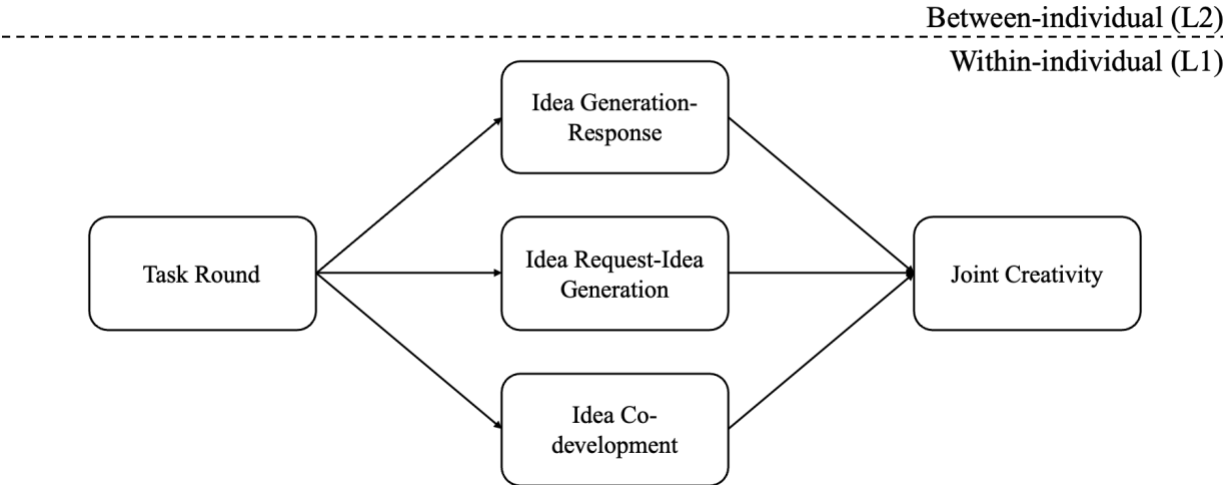 Between-individual (L2)
Within-individual (L1)
Idea Generation-
Response
Task Round
Idea Request-Idea
Generation
Joint Creativity
Idea Co-
development